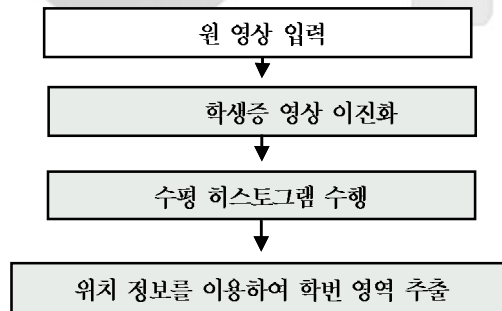 원 영상 입력
학생증 영상 이진화
수평 히스토그램 수행
위치 정보를 이용하여 학번 영역 추출